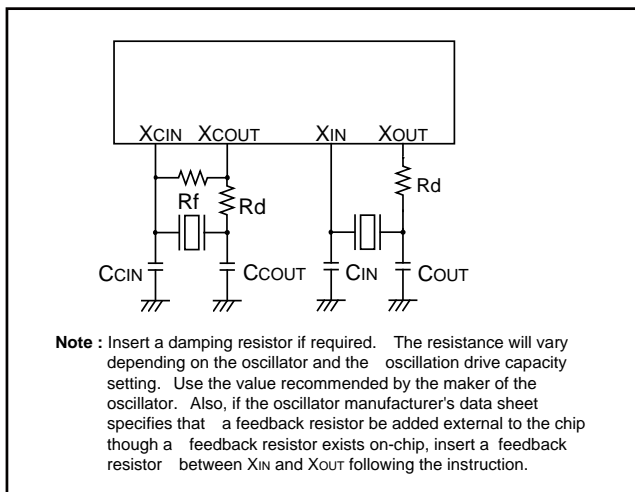 XCIN XCOUT XIN XOUT
Rf Rd Rd
CCIN CCOUT CIN COUT
Note : Insert a damping resistor if required. The resistance will vary
depending on the oscillator and the oscillation drive capacity
setting. Use the value recommended by the maker of the
oscillator. Also, if the oscillator manufacturer's data sheet
specifies that a feedback resistor be added external to the chip
though a feedback resistor exists on-chip, insert a feedback
resistor between XIN and XOUT following the instruction.